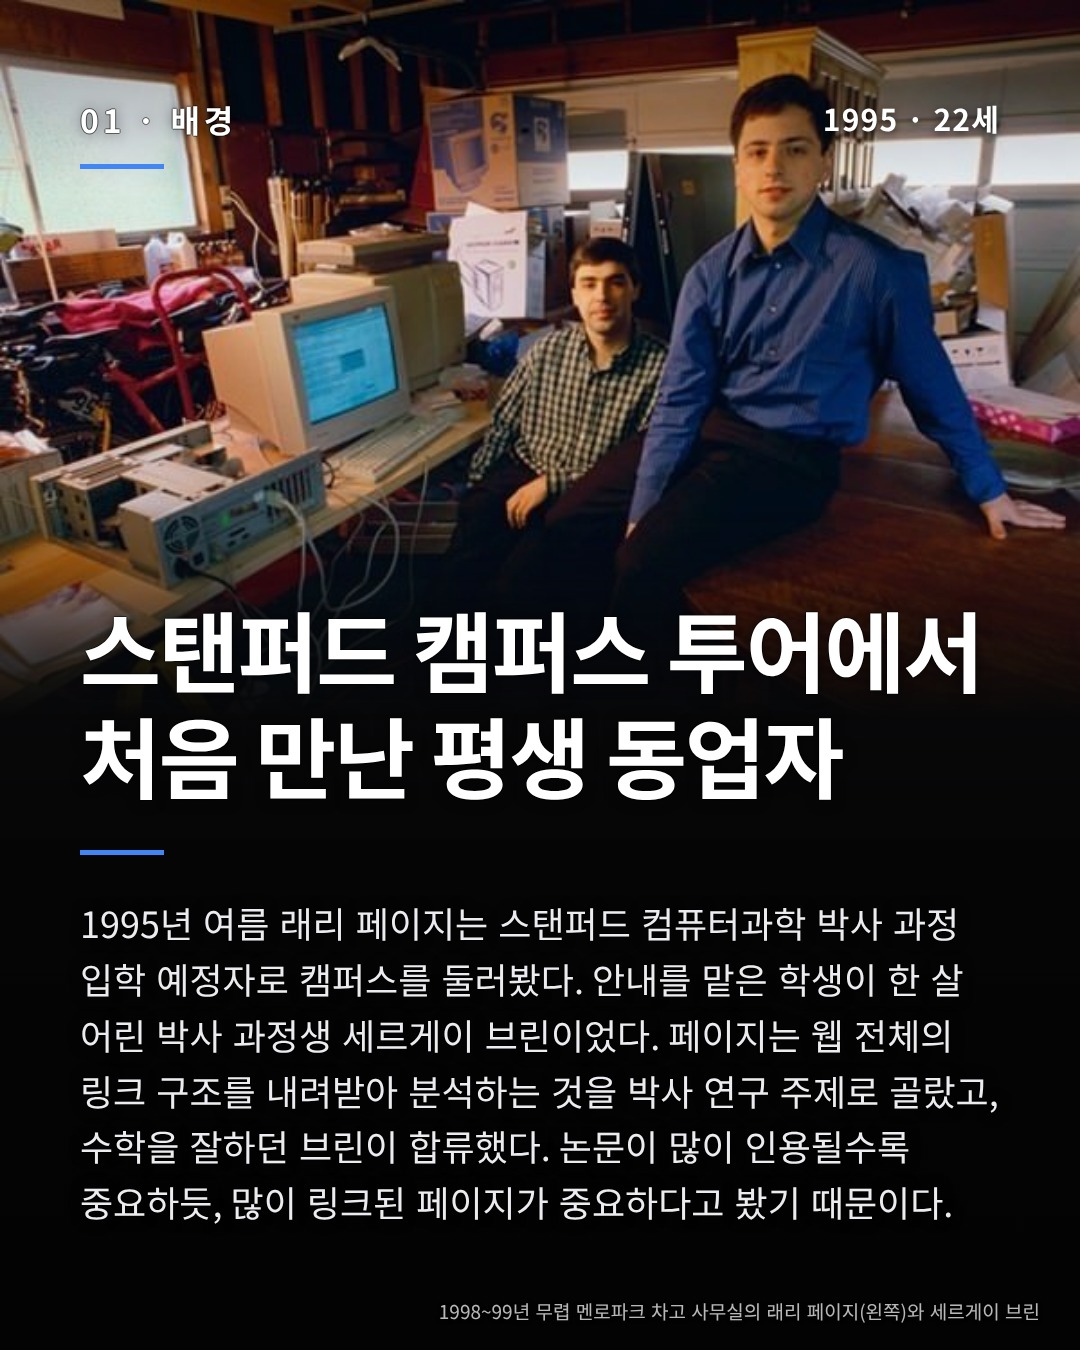 01 · 배경
1995 · 22세
스탠퍼드 캠퍼스 투어에서
처음 만난 평생 동업자
1995년 여름 래리 페이지는 스탠퍼드 컴퓨터과학 박사 과정
입학 예정자로 캠퍼스를 둘러봤다. 안내를 맡은 학생이 한 살
어린 박사 과정생 세르게이 브린이었다. 페이지는 웹 전체의
링크 구조를 내려받아 분석하는 것을 박사 연구 주제로 골랐고,
수학을 잘하던 브린이 합류했다. 논문이 많이 인용될수록
중요하듯, 많이 링크된 페이지가 중요하다고 봤기 때문이다.
1998~99년 무렵 멘로파크 차고 사무실의 래리 페이지(왼쪽)와 세르게이 브린